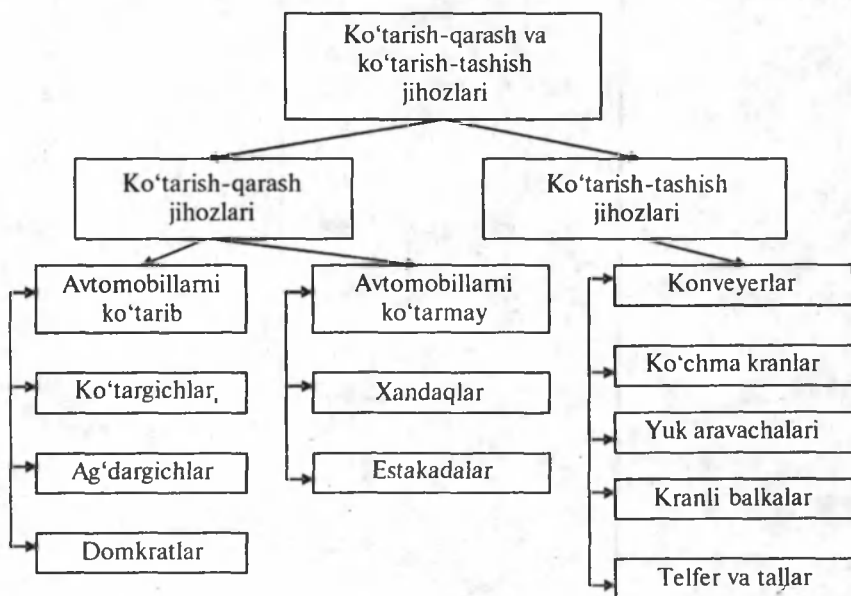 Ko‘tarish-qarash va
ko‘tarish-tashish
jihozlari
Ko‘tarish-qarash
jihozlari
Ko‘tarish-tashish
jihozlari
Avtomobillarni
ko‘tarib
Avtomobillarni
ko‘tarmay
Konveyerlar
Ko‘targichlar
Xandaqlar
Ko‘chma kranlar
Ag‘dargichlar
Estakadalar
Yuk aravachalari
Domkratlar
Kranli balkalar
Telfer va tallar